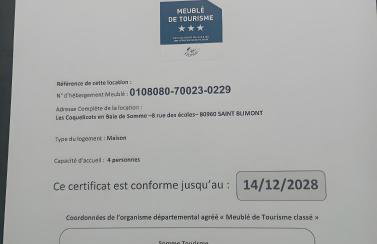 MEUBLÉ
DE TOURISME
★★★
Référence de cette location :
N° d'hébergement Meublé : 0108080-70023-0229
Adresse Complète de la location :
Les Coquelicots en Baie de Somme –8 rue des écoles– 80960 SAINT BLIMONT
Type du logement : Maison
Capacité d'accueil : 4 personnes
Ce certificat est conforme jusqu'au : 14/12/2028
Coordonnées de l'organisme départemental agréé « Meublé de Tourisme classé »
Somme Tourisme